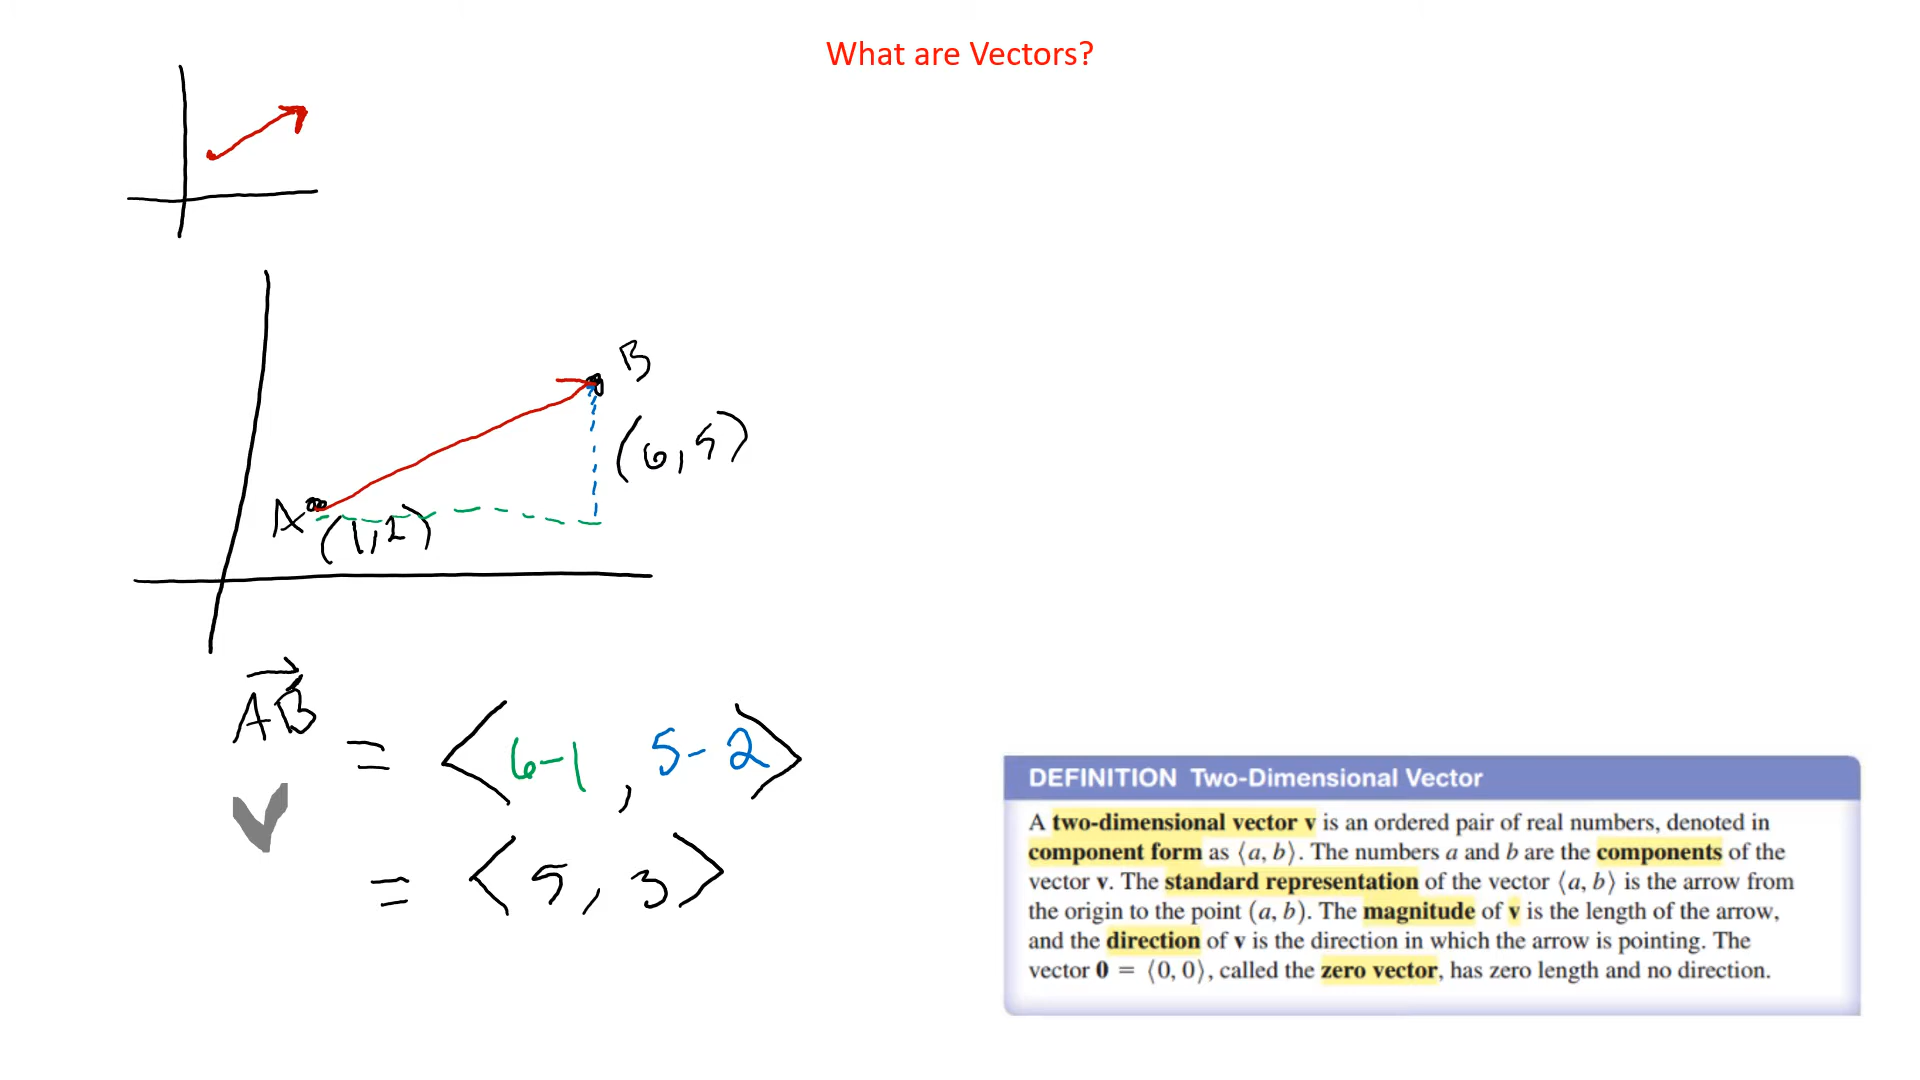 What are Vectors?
B
(6,5)
A
(1,2)
AB
= <6-1, 5-2>
v
= <5, 3>
DEFINITION Two-Dimensional Vector
A two-dimensional vector v is an ordered pair of real numbers, denoted in
component form as ⟨a, b⟩. The numbers a and b are the components of the
vector v. The standard representation of the vector ⟨a, b⟩ is the arrow from
the origin to the point (a, b). The magnitude of v is the length of the arrow,
and the direction of v is the direction in which the arrow is pointing. The
vector 0 = ⟨0, 0⟩, called the zero vector, has zero length and no direction.